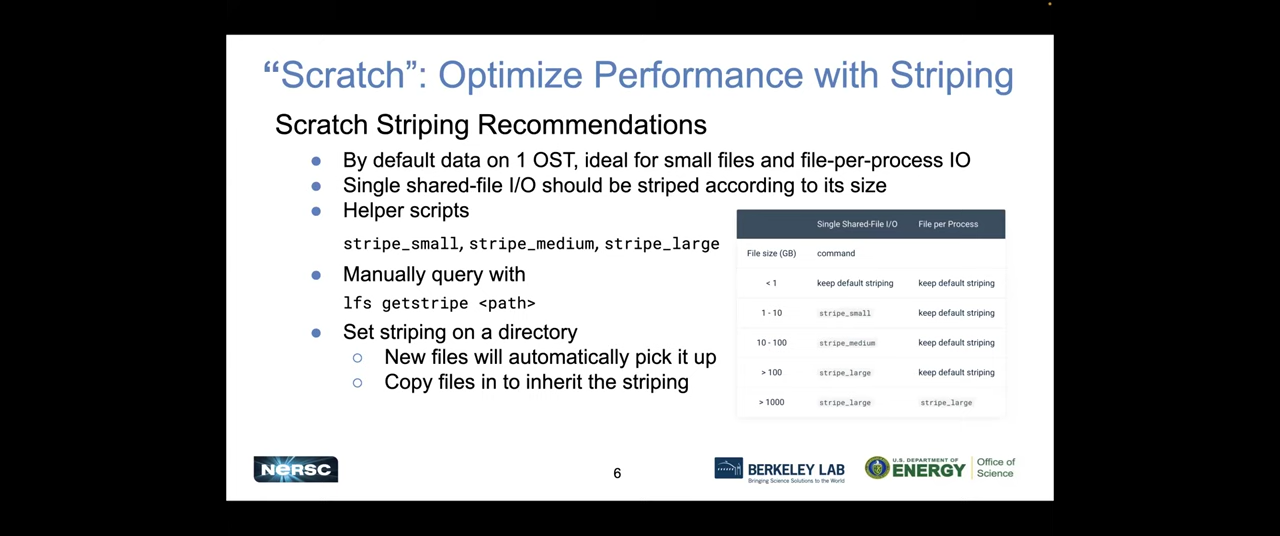 “Scratch”: Optimize Performance with Striping
Scratch Striping Recommendations
By default data on 1 OST, ideal for small files and file-per-process IO
Single shared-file I/O should be striped according to its size
Helper scripts
stripe_small, stripe_medium, stripe_large
Manually query with
lfs getstripe <path>
Set striping on a directory
New files will automatically pick it up
Copy files in to inherit the striping
Single Shared-File I/O File per Process
File size (GB) command
< 1 keep default striping keep default striping
1 - 10 stripe_small keep default striping
10 - 100 stripe_medium keep default striping
> 100 stripe_large keep default striping
> 1000 stripe_large stripe_large
NERSC
6
BERKELEY LAB
Bringing Science Solutions to the World
U.S. DEPARTMENT OF
ENERGY
Office of
Science